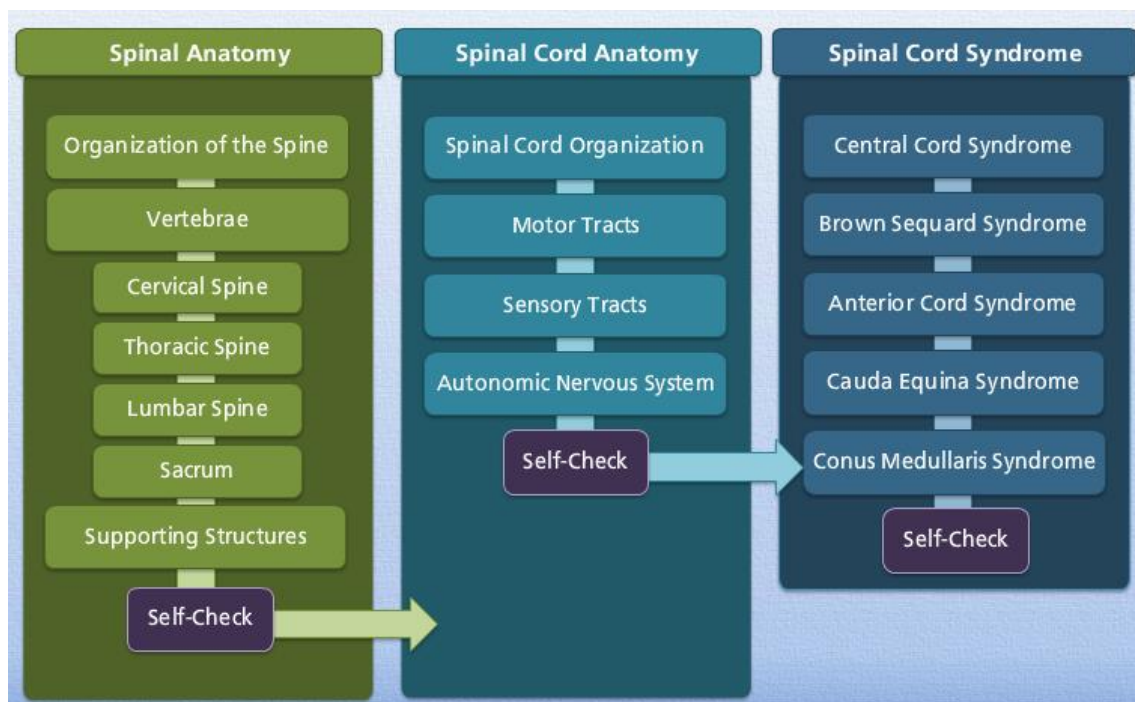 Spinal Anatomy
Organization of the Spine
Vertebrae
Cervical Spine
Thoracic Spine
Lumbar Spine
Sacrum
Supporting Structures
Self-Check
Spinal Cord Anatomy
Spinal Cord Organization
Motor Tracts
Sensory Tracts
Autonomic Nervous System
Self-Check
Spinal Cord Syndrome
Central Cord Syndrome
Brown Sequard Syndrome
Anterior Cord Syndrome
Cauda Equina Syndrome
Conus Medullaris Syndrome
Self-Check